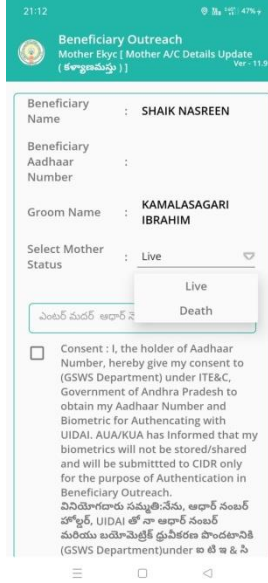 21:12
47%
Beneficiary Outreach
Mother Ekyc [ Mother A/C Details Update
( కళ్యాణమస్తు )]
Ver - 11.9
Beneficiary
Name : SHAIK NASREEN
Beneficiary
Aadhaar :
Number
Groom Name : KAMALASAGARI
IBRAHIM
Select Mother
Status : Live
Live
Death
ఎంటర్ మదర్ ఆధార్
Consent : I, the holder of Aadhaar
Number, hereby give my consent to
(GSWS Department) under ITE&C,
Government of Andhra Pradesh to
obtain my Aadhaar Number and
Biometric for Authencating with
UIDAI. AUA/KUA has Informed that my
biometrics will not be stored/shared
and will be submittted to CIDR only
for the purpose of Authentication in
Beneficiary Outreach.
వినియోగదారు సమ్మతి:నేను, ఆధార్ నంబర్
హోల్డర్, UIDAI తో నా ఆధార్ నంబర్
మరియు బయోమెట్రిక్ ధ్రువీకరణ పొందటానికి
(GSWS Department)under ఐ టి ఇ & సి